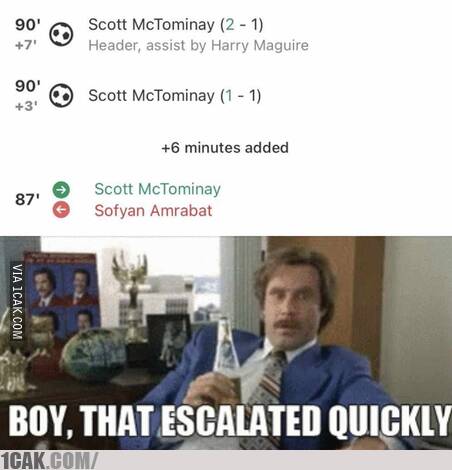 90' Scott McTominay (2 - 1)
+7' Header, assist by Harry Maguire
90'
+3' Scott McTominay (1 - 1)
+6 minutes added
87' Scott McTominay
Sofyan Amrabat
VIA 1CAK.COM
BOY, THAT ESCALATED QUICKLY
1CAK.COM/